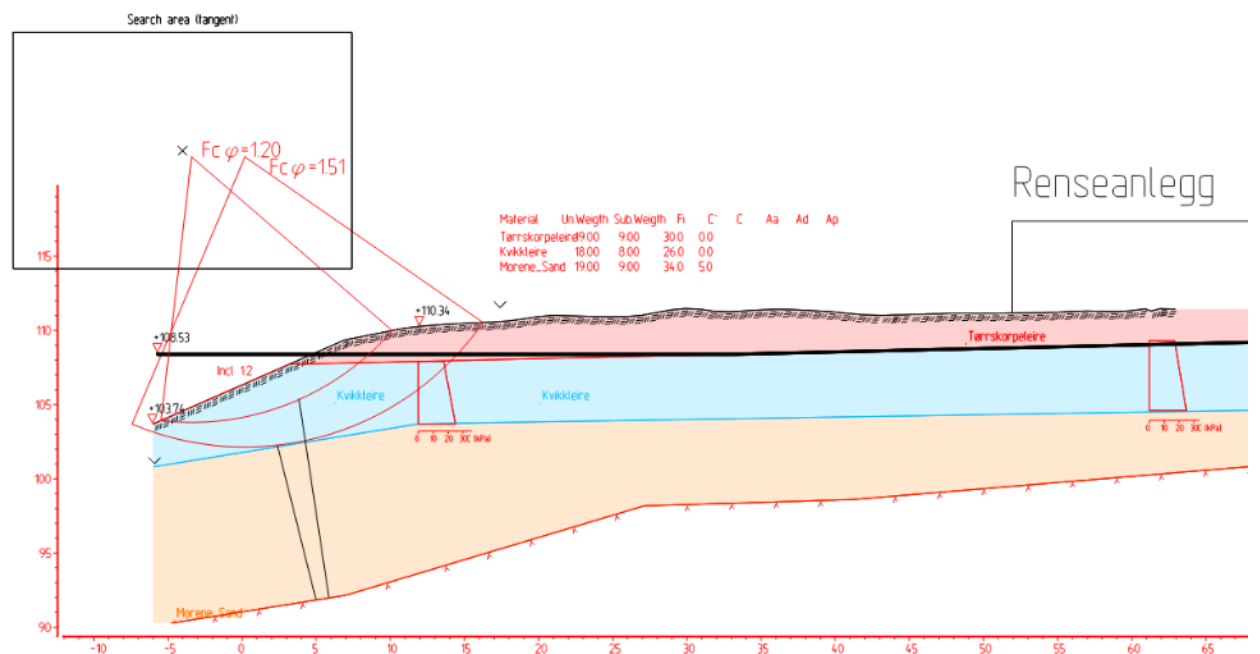 Search area (tangent)
Fc φ=1.20
Fc φ=1.51
Renseanlegg
Material Un.Weigth Sub.Weigth Fi C' C Aa Ad Ap
Tørrskorpeleire 19.00 9.00 30.0 0.0
Kvikkleire 18.00 8.00 26.0 0.0
Morene_Sand 19.00 9.00 34.0 5.0
115
110
105
100
95
90
+110.34
+108.53
Tørrskorpeleire
Incl. 1:2
+103.74
Kvikkleire
Kvikkleire
0 10 20 30 C (kPa)
0 10 20 30 C (kPa)
Morene_Sand
-10 -5 0 5 10 15 20 25 30 35 40 45 50 55 60 65